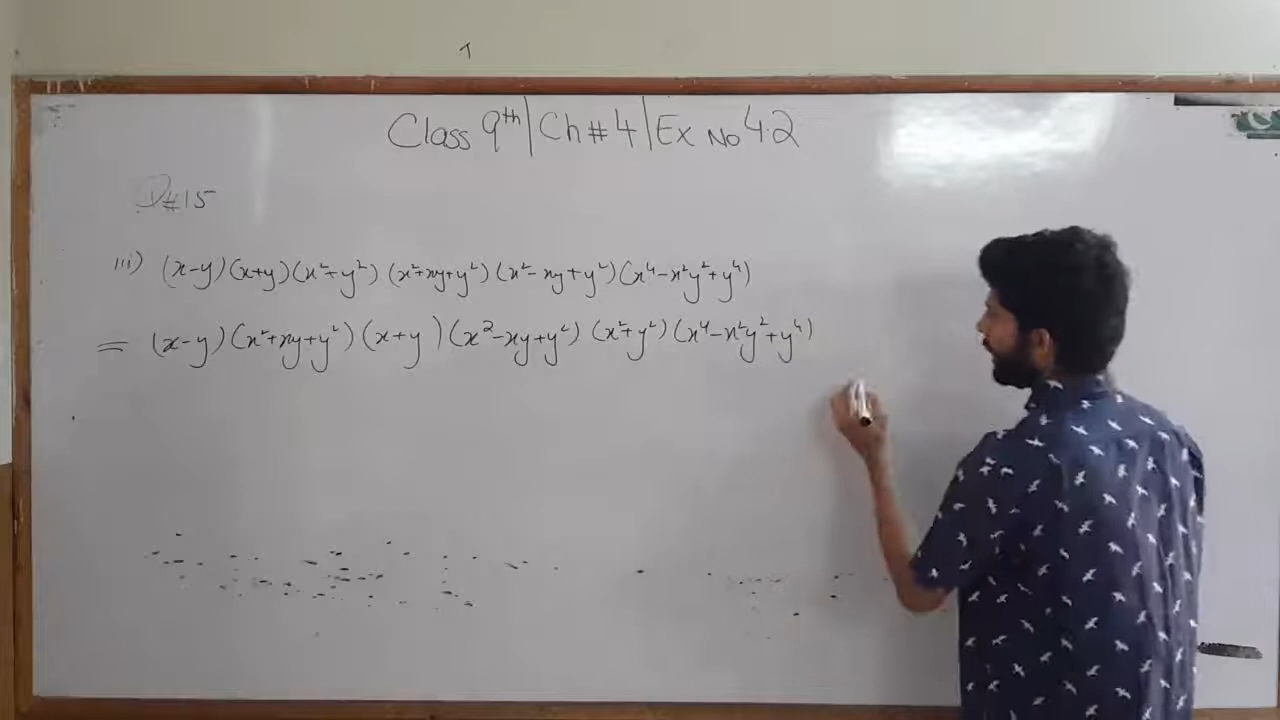 Class 9th | Ch # 4 | Ex No 4.2
Q#15
iii) (x-y)(x+y)(x²+y²) (x²+xy+y²)(x²-xy+y²)(x⁴-x²y²+y⁴)
= (x-y)(x²+xy+y²)(x+y)(x²-xy+y²) (x²+y²)(x⁴-x²y²+y⁴)